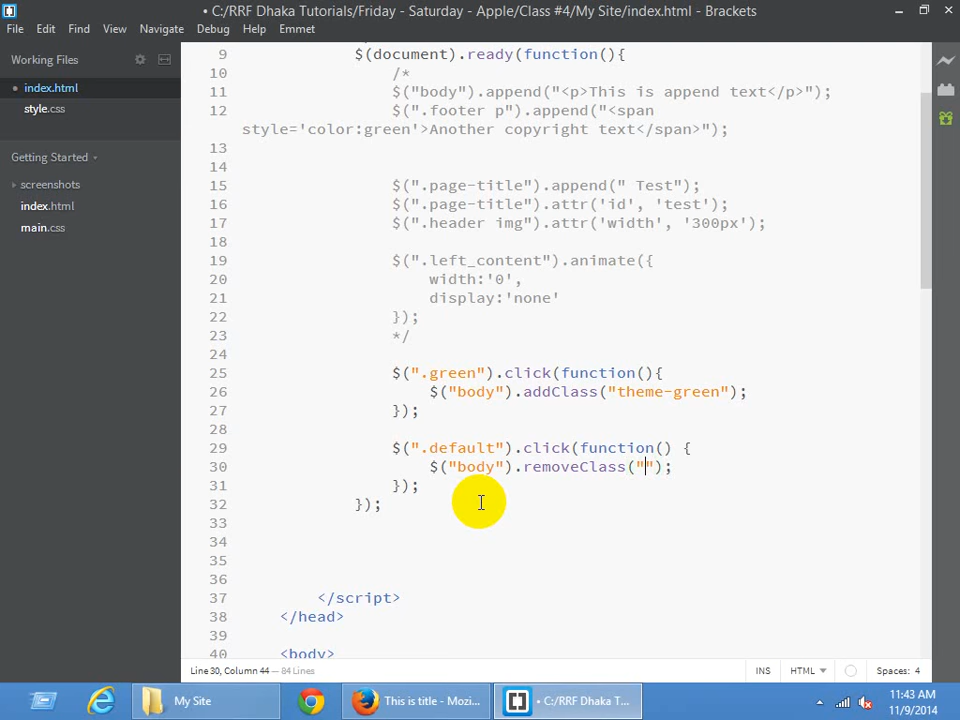 • C:/RRF Dhaka Tutorials/Friday - Saturday - Apple/Class #4/My Site/index.html - Brackets
File Edit Find View Navigate Debug Help Emmet
Working Files
index.html
style.css
Getting Started
screenshots
index.html
main.css
9 $(document).ready(function(){
10 /*
11 $("body").append("<p>This is append text</p>");
12 $(".footer p").append("<span
style='color:green'>Another copyright text</span>");
13
14
15 $(".page-title").append(" Test");
16 $(".page-title").attr('id', 'test');
17 $(".header img").attr('width', '300px');
18
19 $(".left_content").animate({
20 width:'0',
21 display:'none'
22 });
23 */
24
25 $(".green").click(function(){
26 $("body").addClass("theme-green");
27 });
28
29 $(".default").click(function() {
30 $("body").removeClass("");
31 });
32 });
33
34
35
36
37 </script>
38 </head>
39
40 <body>
Line 30, Column 44 — 84 Lines
INS HTML Spaces: 4
My Site
This is title - Mozi...
• C:/RRF Dhaka Tu...
11:43 AM
11/9/2014